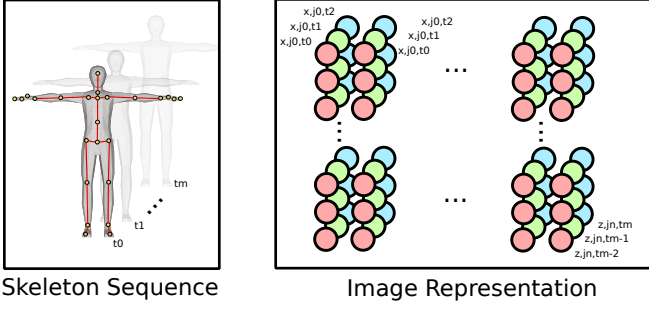 tm
t1
t0
Skeleton Sequence
x,j0,t2
x,j0,t1
x,j0,t0
x,j0,t2
x,j0,t1
x,j0,t0
...
...
z,jn,tm
z,jn,tm-1
z,jn,tm-2
Image Representation